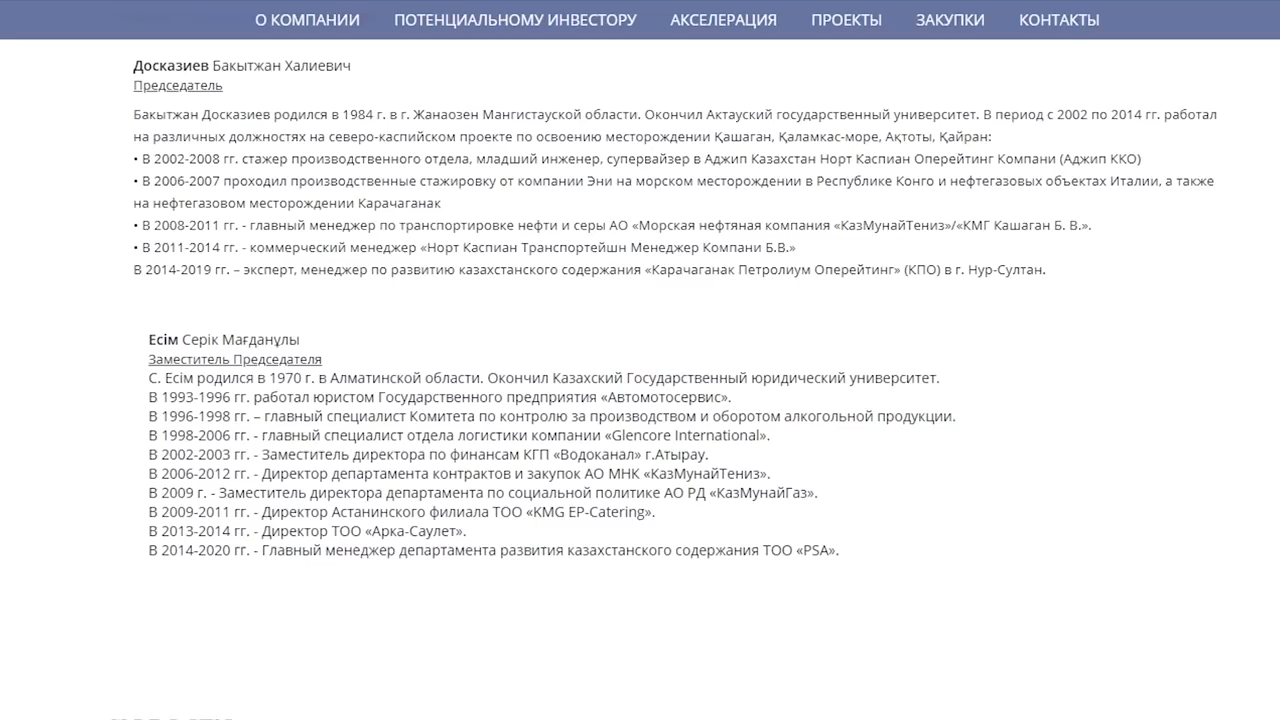 О КОМПАНИИ ПОТЕНЦИАЛЬНОМУ ИНВЕСТОРУ АКСЕЛЕРАЦИЯ ПРОЕКТЫ ЗАКУПКИ КОНТАКТЫ
Досказиев Бакытжан Халиевич
Председатель
Бакытжан Досказиев родился в 1984 г. в г. Жанаозен Мангистауской области. Окончил Актауский государственный университет. В период с 2002 по 2014 гг. работал
на различных должностях на северо-каспийском проекте по освоению месторождении Қашаган, Қаламкас-море, Ақтоты, Қайран:
• В 2002-2008 гг. стажер производственного отдела, младший инженер, супервайзер в Аджип Казахстан Норт Каспиан Оперейтинг Компани (Аджип ККО)
• В 2006-2007 проходил производственные стажировку от компании Эни на морском месторождении в Республике Конго и нефтегазовых объектах Италии, а также
на нефтегазовом месторождении Карачаганак
• В 2008-2011 гг. - главный менеджер по транспортировке нефти и серы АО «Морская нефтяная компания «КазМунайТениз»/«КМГ Кашаган Б. В.».
• В 2011-2014 гг. - коммерческий менеджер «Норт Каспиан Транспортейшн Менеджер Компани Б.В.»
В 2014-2019 гг. – эксперт, менеджер по развитию казахстанского содержания «Карачаганак Петролиум Оперейтинг» (КПО) в г. Нур-Султан.
Есім Серік Мағданұлы
Заместитель Председателя
С. Есім родился в 1970 г. в Алматинской области. Окончил Казахский Государственный юридический университет.
В 1993-1996 гг. работал юристом Государственного предприятия «Автомотосервис».
В 1996-1998 гг. – главный специалист Комитета по контролю за производством и оборотом алкогольной продукции.
В 1998-2006 гг. - главный специалист отдела логистики компании «Glencore International».
В 2002-2003 гг. - Заместитель директора по финансам КГП «Водоканал» г.Атырау.
В 2006-2012 гг. - Директор департамента контрактов и закупок АО МНК «КазМунайТениз».
В 2009 г. - Заместитель директора департамента по социальной политике АО РД «КазМунайГаз».
В 2009-2011 гг. - Директор Астанинского филиала ТОО «KMG EP-Catering».
В 2013-2014 гг. - Директор ТОО «Арка-Саулет».
В 2014-2020 гг. - Главный менеджер департамента развития казахстанского содержания ТОО «PSA».